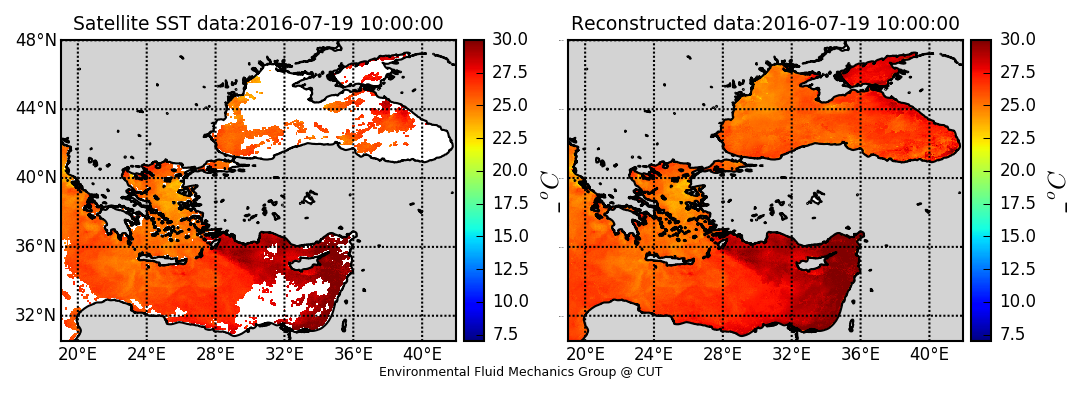 Satellite SST data:2016-07-19 10:00:00
48°N
44°N
40°N
36°N
32°N
20°E
24°E
28°E
32°E
36°E
40°E
30.0
27.5
25.0
22.5
20.0
17.5
15.0
12.5
10.0
7.5
_ °C
Reconstructed data:2016-07-19 10:00:00
20°E
24°E
28°E
32°E
36°E
40°E
30.0
27.5
25.0
22.5
20.0
17.5
15.0
12.5
10.0
7.5
_ °C
Environmental Fluid Mechanics Group @ CUT